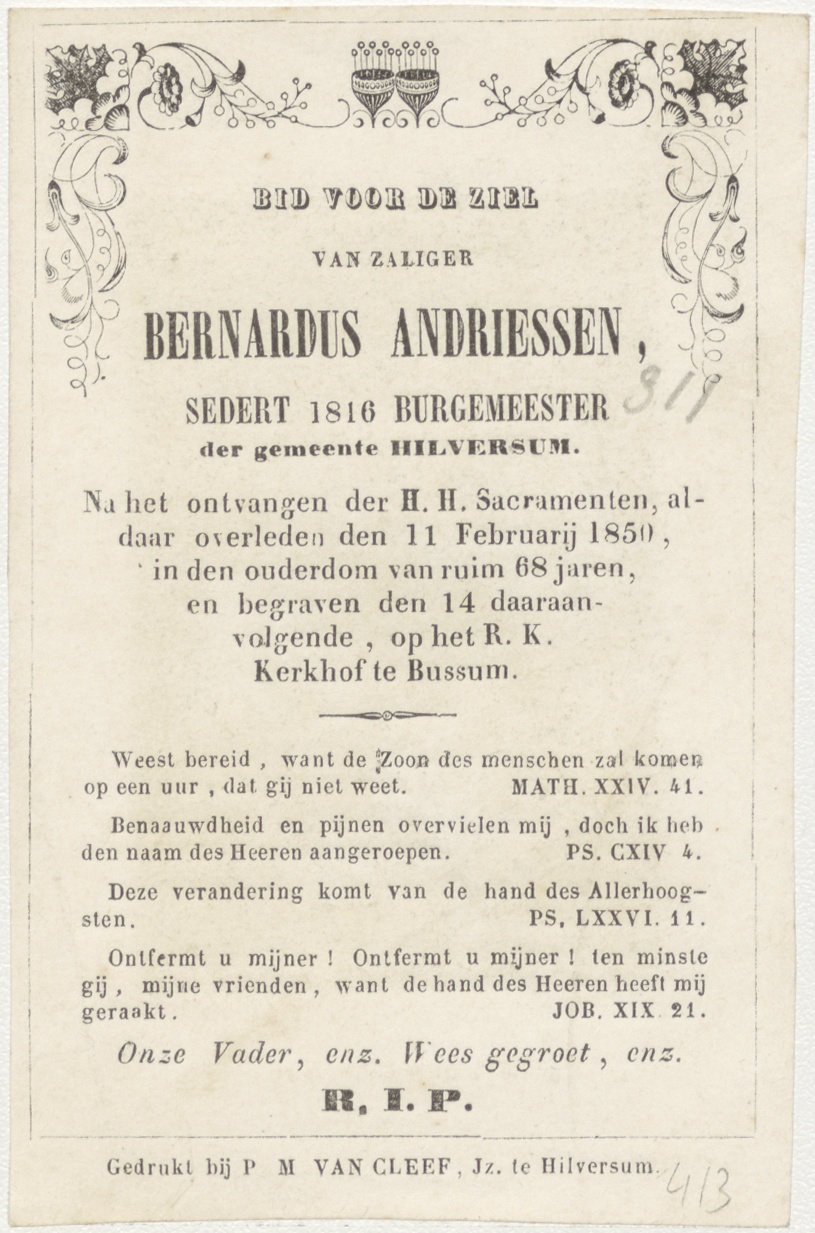 BID VOOR DE ZIEL
VAN ZALIGER
BERNARDUS ANDRIESSEN,
SEDERT 1816 BURGEMEESTER
319
der gemeente HILVERSUM.
Na het ontvangen der H. H. Sacramenten, al-
daar overleden den 11 Februarij 1850,
in den ouderdom van ruim 68 jaren,
en begraven den 14 daaraan-
volgende, op het R. K.
Kerkhof te Bussum.
Weest bereid, want de Zoon des menschen zal komen
op een uur, dat gij niet weet. MATH. XXIV. 41.
Benaauwdheid en pijnen overvielen mij, doch ik heb
den naam des Heeren aangeroepen. PS. CXIV 4.
Deze verandering komt van de hand des Allerhoog-
sten. PS, LXXVI. 11.
Ontfermt u mijner! Ontfermt u mijner! ten minste
gij, mijne vrienden, want de hand des Heeren heeft mij
geraakt. JOB. XIX 21.
Onze Vader, enz. Wees gegroet, enz.
R. I. P.
Gedrukt bij P M VAN CLEEF, Jz. te Hilversum.
413